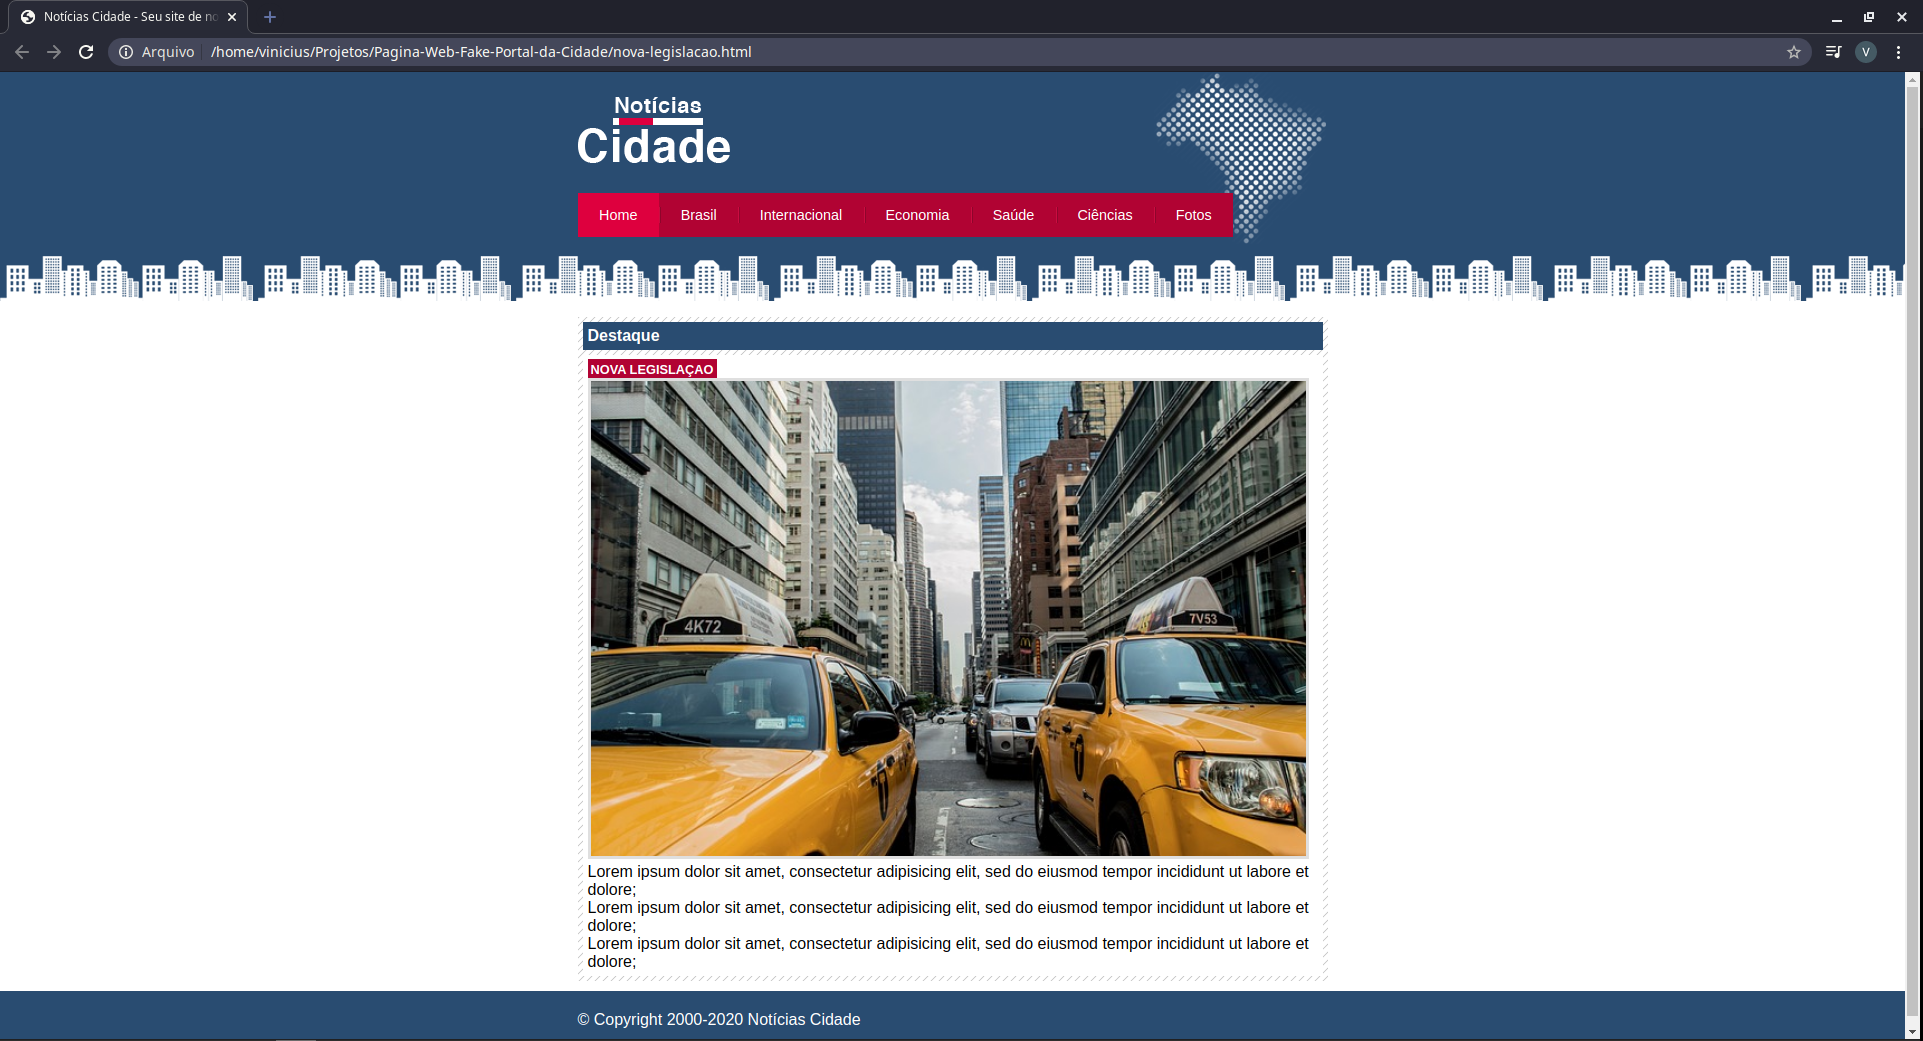 Notícias Cidade - Seu site de no
Arquivo /home/vinicius/Projetos/Pagina-Web-Fake-Portal-da-Cidade/nova-legislacao.html
V
Notícias
Cidade
Home Brasil Internacional Economia Saúde Ciências Fotos
Destaque
NOVA LEGISLAÇAO
4K72
7V53
Lorem ipsum dolor sit amet, consectetur adipisicing elit, sed do eiusmod tempor incididunt ut labore et
dolore;
Lorem ipsum dolor sit amet, consectetur adipisicing elit, sed do eiusmod tempor incididunt ut labore et
dolore;
Lorem ipsum dolor sit amet, consectetur adipisicing elit, sed do eiusmod tempor incididunt ut labore et
dolore;
© Copyright 2000-2020 Notícias Cidade